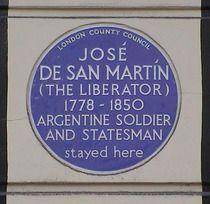 LONDON COUNTY COUNCIL
JOSÉ
DE SAN MARTÍN
(THE LIBERATOR)
1778 - 1850
ARGENTINE SOLDIER
AND STATESMAN
stayed here